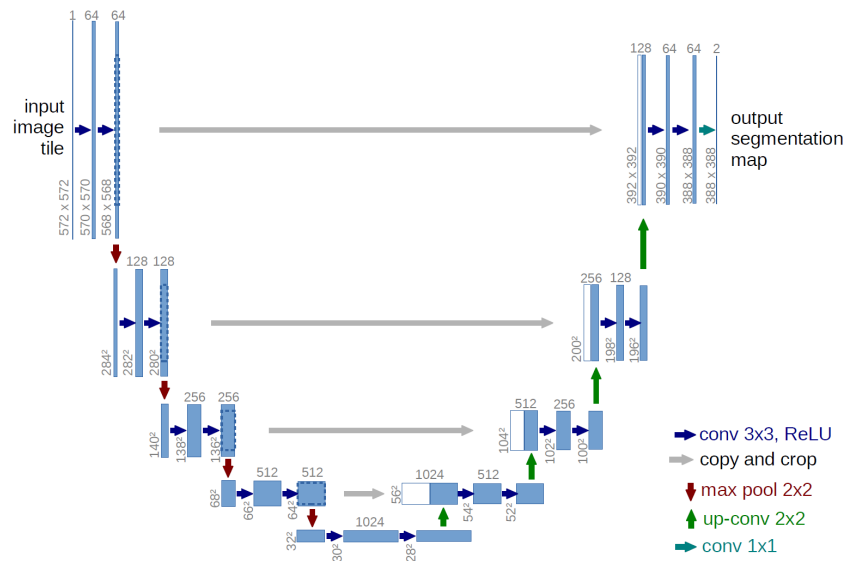 1 64 64
input
image
tile
572 x 572
570 x 570
568 x 568
128 64 64 2
output
segmentation
map
392 x 392
390 x 390
388 x 388
388 x 388
128 128
284²
282²
280²
256 128
200²
198²
196²
256 256
140²
138²
136²
512 256
104²
102²
100²
512 512
68²
66²
64²
1024 512
56²
54²
52²
1024
32²
30²
28²
conv 3x3, ReLU
copy and crop
max pool 2x2
up-conv 2x2
conv 1x1